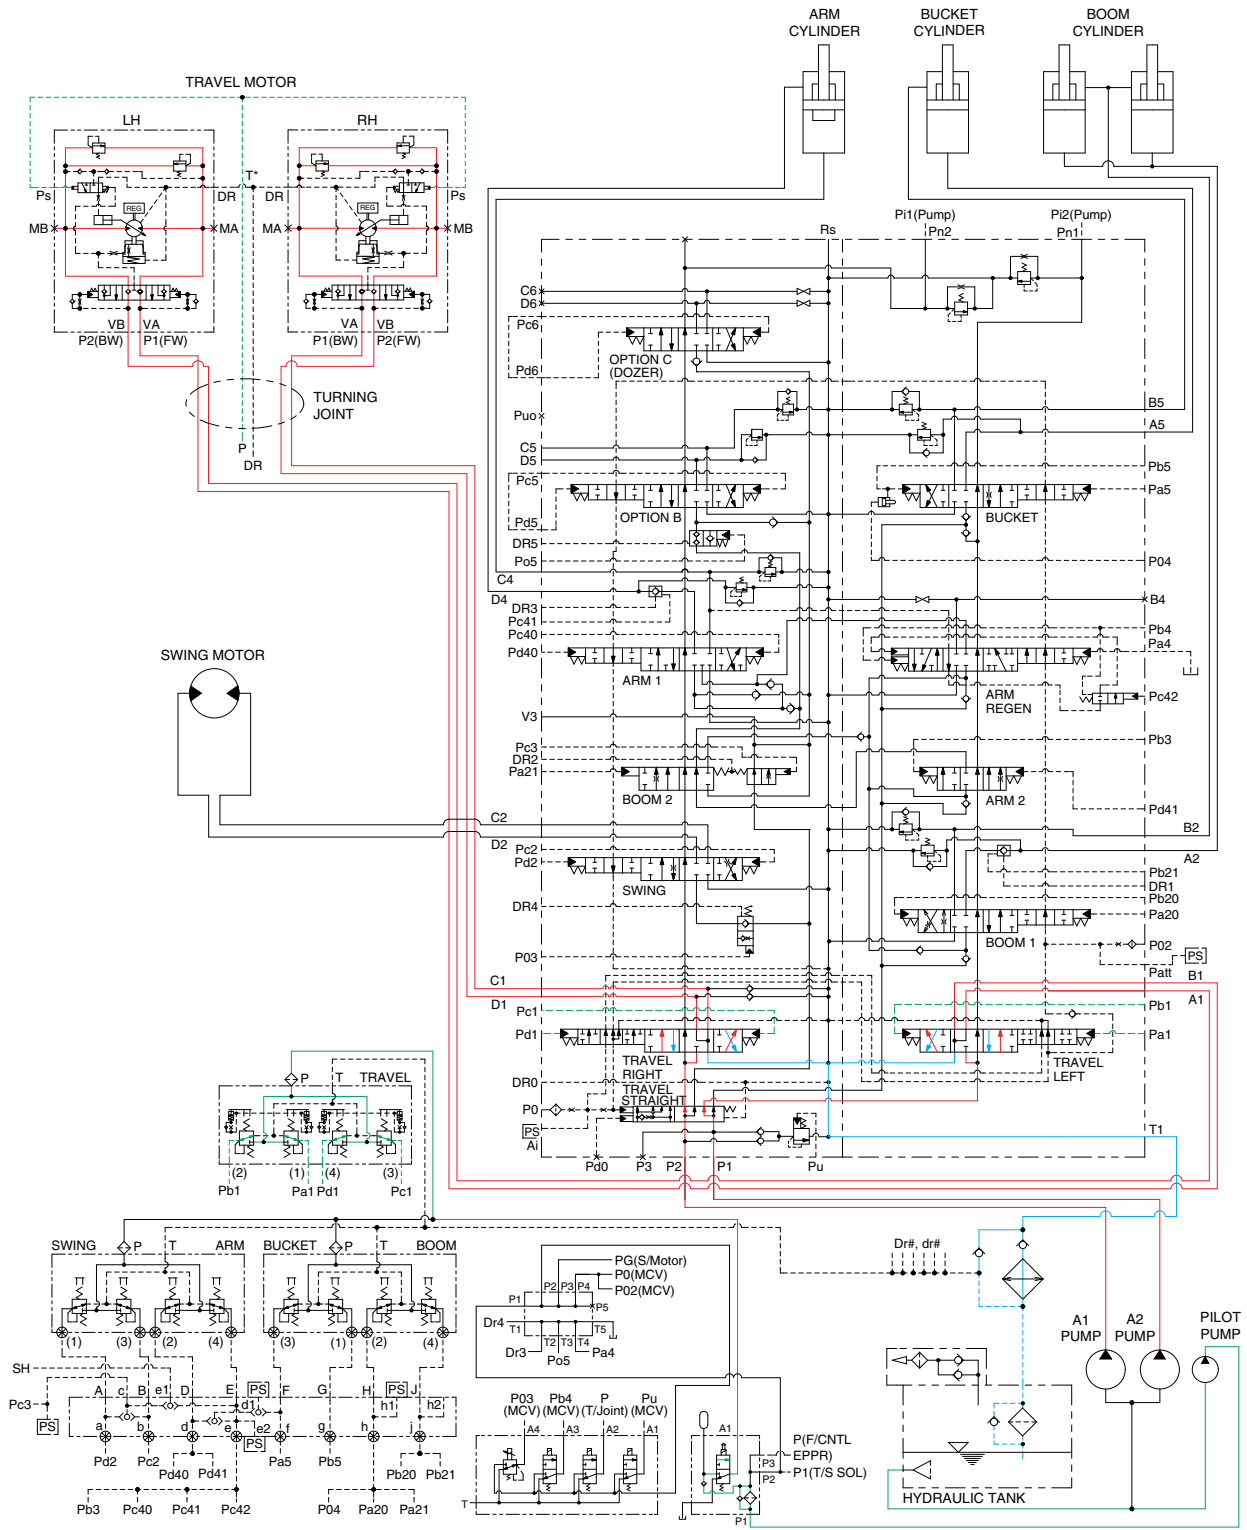 ARM
CYLINDER
BUCKET
CYLINDER
BOOM
CYLINDER
TRAVEL MOTOR
LH
RH
Ps
DR
T*
DR
Ps
REG
REG
MB
MA
MA
MB
VB
VA
VA
VB
P2(BW)
P1(FW)
P1(BW)
P2(FW)
TURNING
JOINT
P
DR
Pi1(Pump)
Pn2
Pi2(Pump)
Pn1
Rs
C6
D6
Pc6
OPTION C
(DOZER)
Pd6
Puo
C5
D5
Pc5
Pd5
OPTION B
DR5
Po5
C4
D4
DR3
Pc41
Pc40
Pd40
ARM 1
V3
Pc3
DR2
Pa21
BOOM 2
C2
D2
Pc2
Pd2
SWING
DR4
P03
C1
D1
Pc1
Pd1
TRAVEL
RIGHT
DR0
TRAVEL
STRAIGHT
P0
PS
Ai
Pd0
P3
P2
P1
Pu
B5
A5
Pb5
Pa5
BUCKET
P04
B4
Pb4
Pa4
ARM
REGEN
Pc42
Pb3
ARM 2
Pd41
B2
A2
Pb21
DR1
Pb20
Pa20
BOOM 1
P02
PS
Patt
B1
A1
Pb1
Pa1
TRAVEL
LEFT
T1
SWING MOTOR
P
T
TRAVEL
(2)
(1)
(4)
(3)
Pb1
Pa1
Pd1
Pc1
SWING
P
T
ARM
BUCKET
P
T
BOOM
(1)
(3)
(2)
(4)
(3)
(1)
(2)
(4)
SH
Pc3
PS
A
c
B
e1
D
E
PS
d1
F
G
H
PS
h1
J
h2
a
b
d
e
e2
PS
f
g
h
j
Pd2
Pc2
Pd40
Pd41
Pa5
Pb5
Pb20
Pb21
Pb3
Pc40
Pc41
Pc42
P04
Pa20
Pa21
PG(S/Motor)
P0(MCV)
P02(MCV)
P1
P2
P3
P4
P5
Dr4
T1
T2
T3
T4
T5
Dr3
Po5
Pa4
P03
(MCV)
Pb4
(MCV)
P
(T/Joint)
Pu
(MCV)
A4
A3
A2
A1
T
A1
P(F/CNTL
EPPR)
P3
P1(T/S SOL)
P2
P1
Dr#, dr#
A1
PUMP
A2
PUMP
PILOT
PUMP
HYDRAULIC TANK